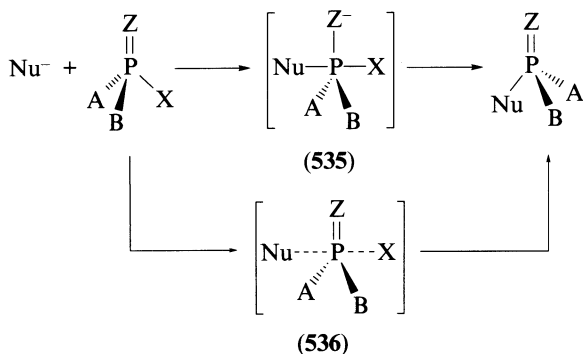 Z
Nu⁻ + P X A B
Z⁻
Nu P X
A
B
(535)
Z
P A
Nu B
Z
Nu P X
A
B
(536)